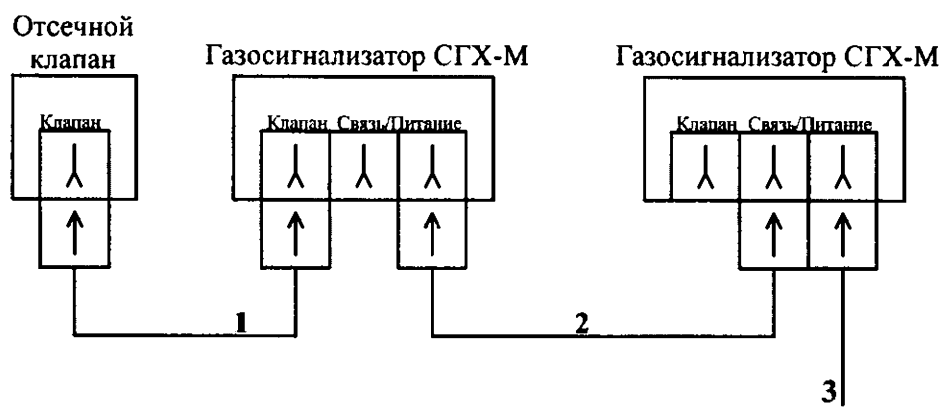 Отсечной
клапан
Газосигнализатор СГХ-М
Газосигнализатор СГХ-М
Клапан
Клапан Связь/Питание
Клапан Связь/Питание
1
2
3